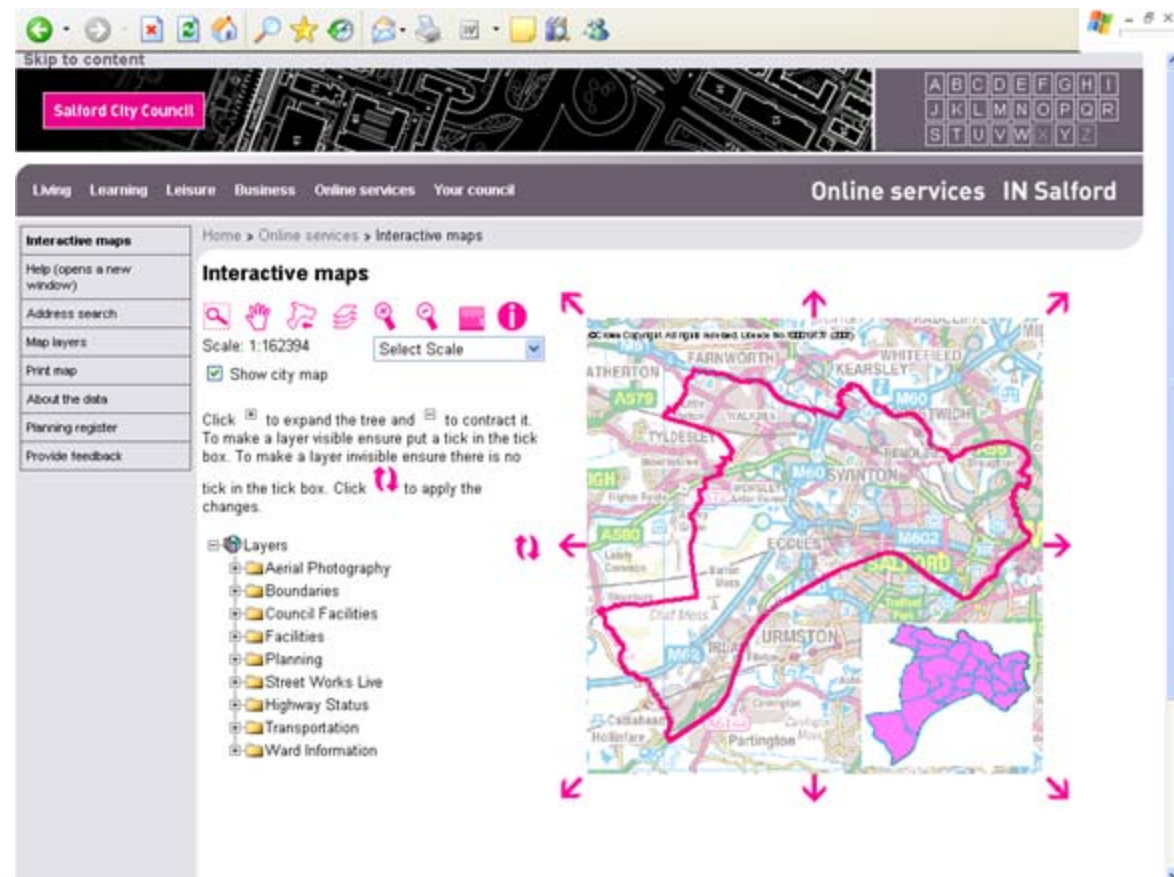 Skip to content
Salford City Council
A B C D E F G H I
J K L M N O P Q R
S T U V W X Y Z
Living Learning Leisure Business Online services Your council
Online services IN Salford
Interactive maps
Help (opens a new
window)
Address search
Map layers
Print map
About the data
Planning register
Provide feedback
Home » Online services » Interactive maps
Interactive maps
Scale: 1:162394
Select Scale
Show city map
Click to expand the tree and to contract it.
To make a layer visible ensure put a tick in the tick
box. To make a layer invisible ensure there is no
tick in the tick box. Click to apply the
changes.
Layers
Aerial Photography
Boundaries
Council Facilities
Facilities
Planning
Street Works Live
Highway Status
Transportation
Ward Information
FARNWORTH
WHITEFIELD
KEARSLEY
ATHERTON
A579
M60
WALKDEN
TYLDESLEY
M60
SWINTON
WORSLEY
A580
ECCLES
M602
SALFORD
Chat Moss
URMSTON
M62
Partington